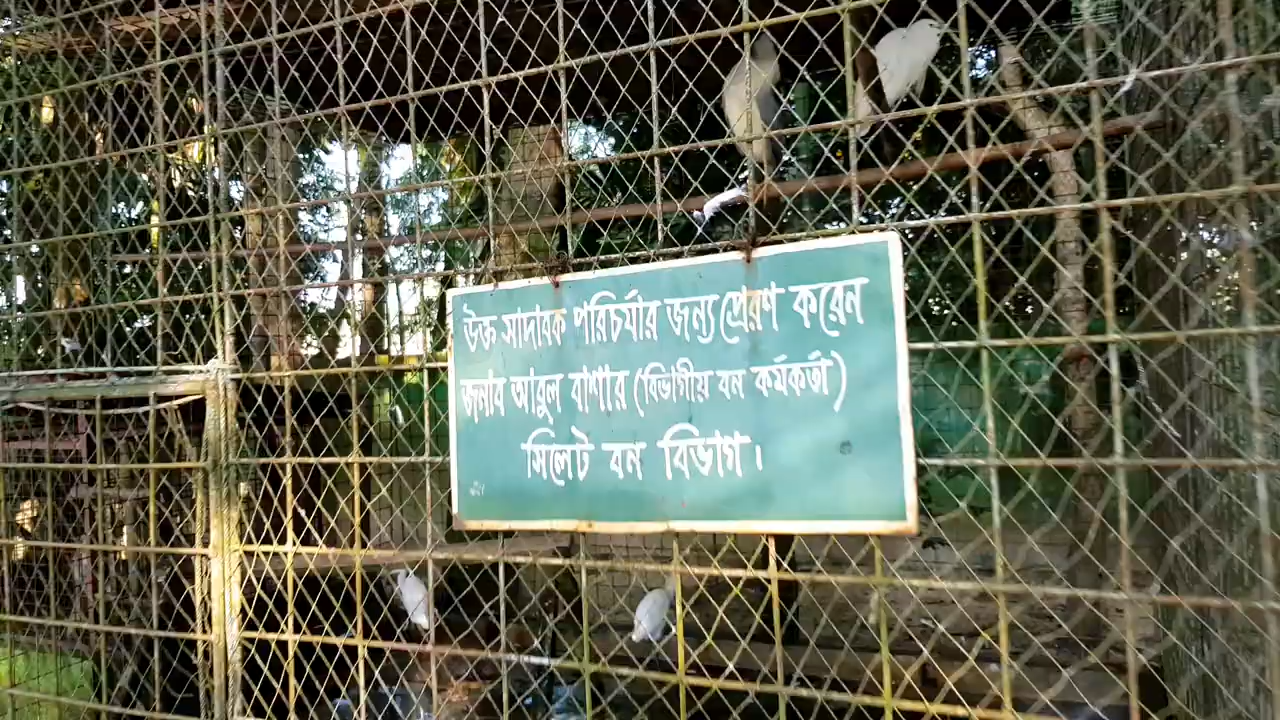 উক্ত সাদাবক পরিচর্যার জন্য প্রেরণ করেন
জনাব আবুল বাশার (বিভাগীয় বন কর্মকর্তা)
সিলেট বন বিভাগ।